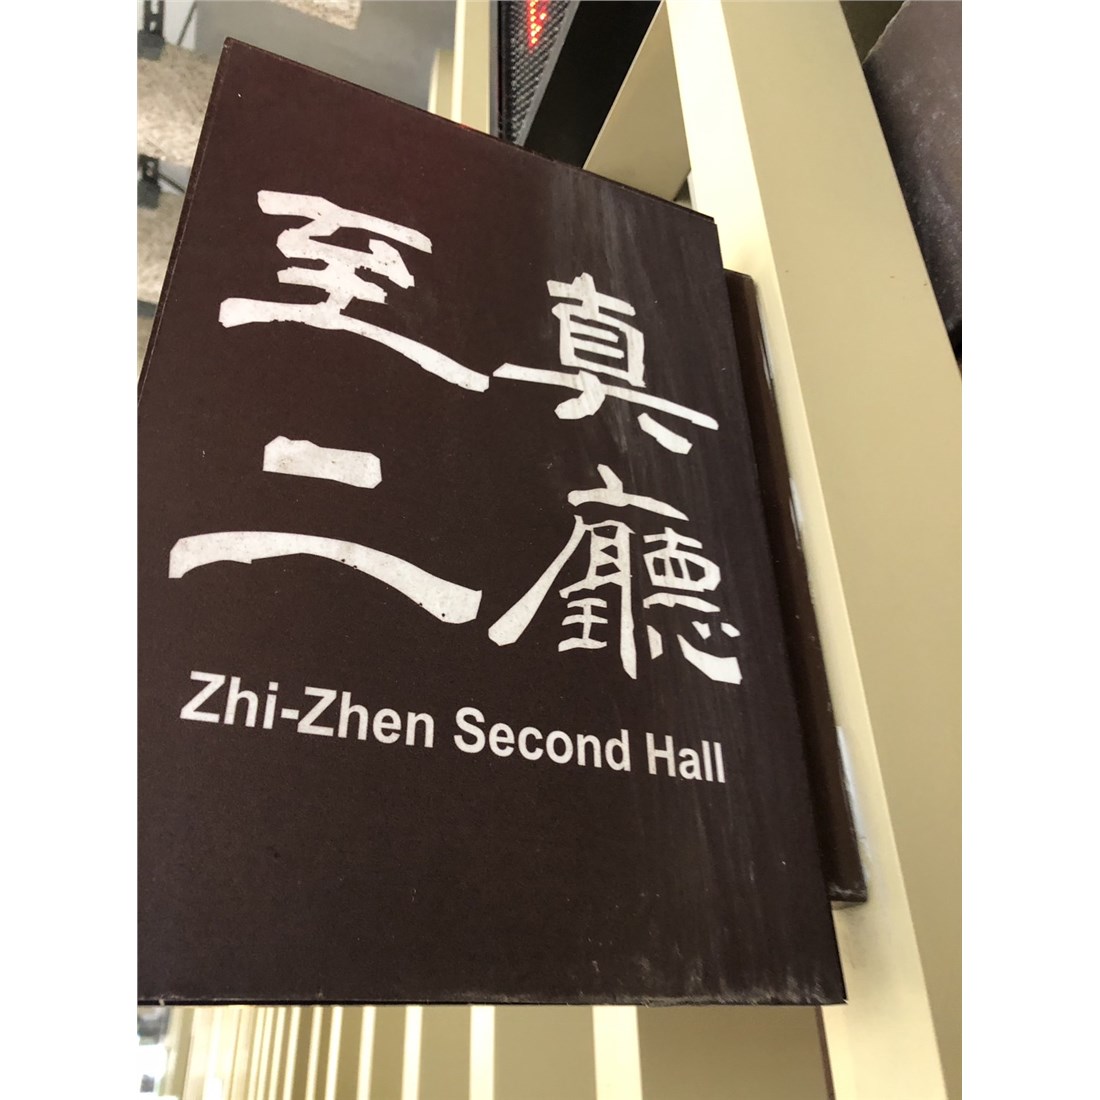 至真
二廳
Zhi-Zhen Second Hall